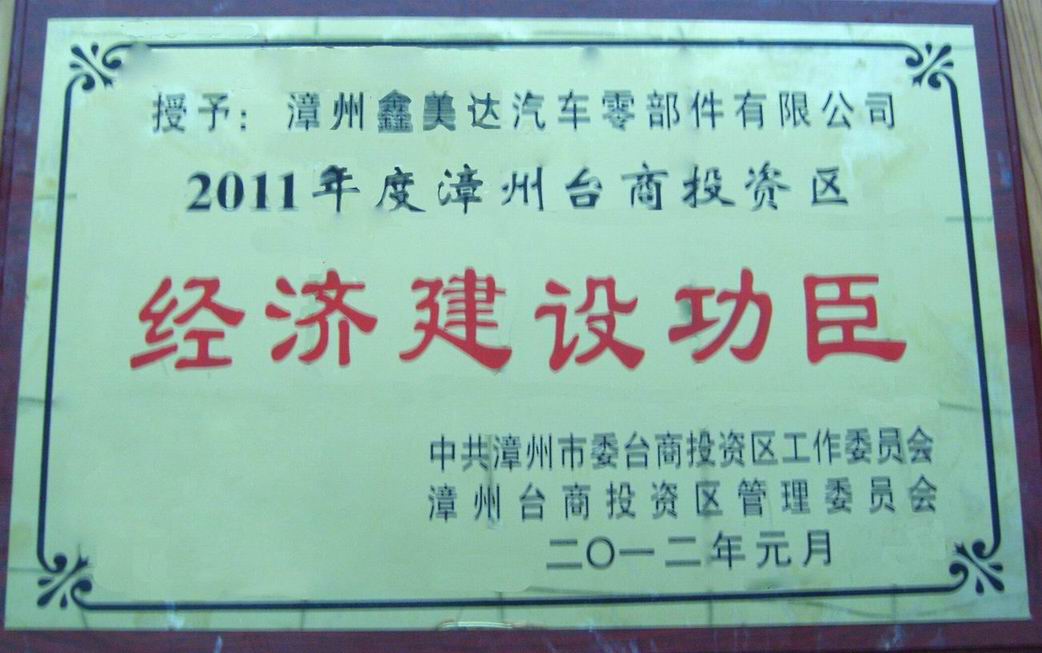 授予：漳州鑫美达汽车零部件有限公司
2011年度漳州台商投资区
经济建设功臣
中共漳州市委台商投资区工作委员会
漳州台商投资区管理委员会
二〇一二年元月